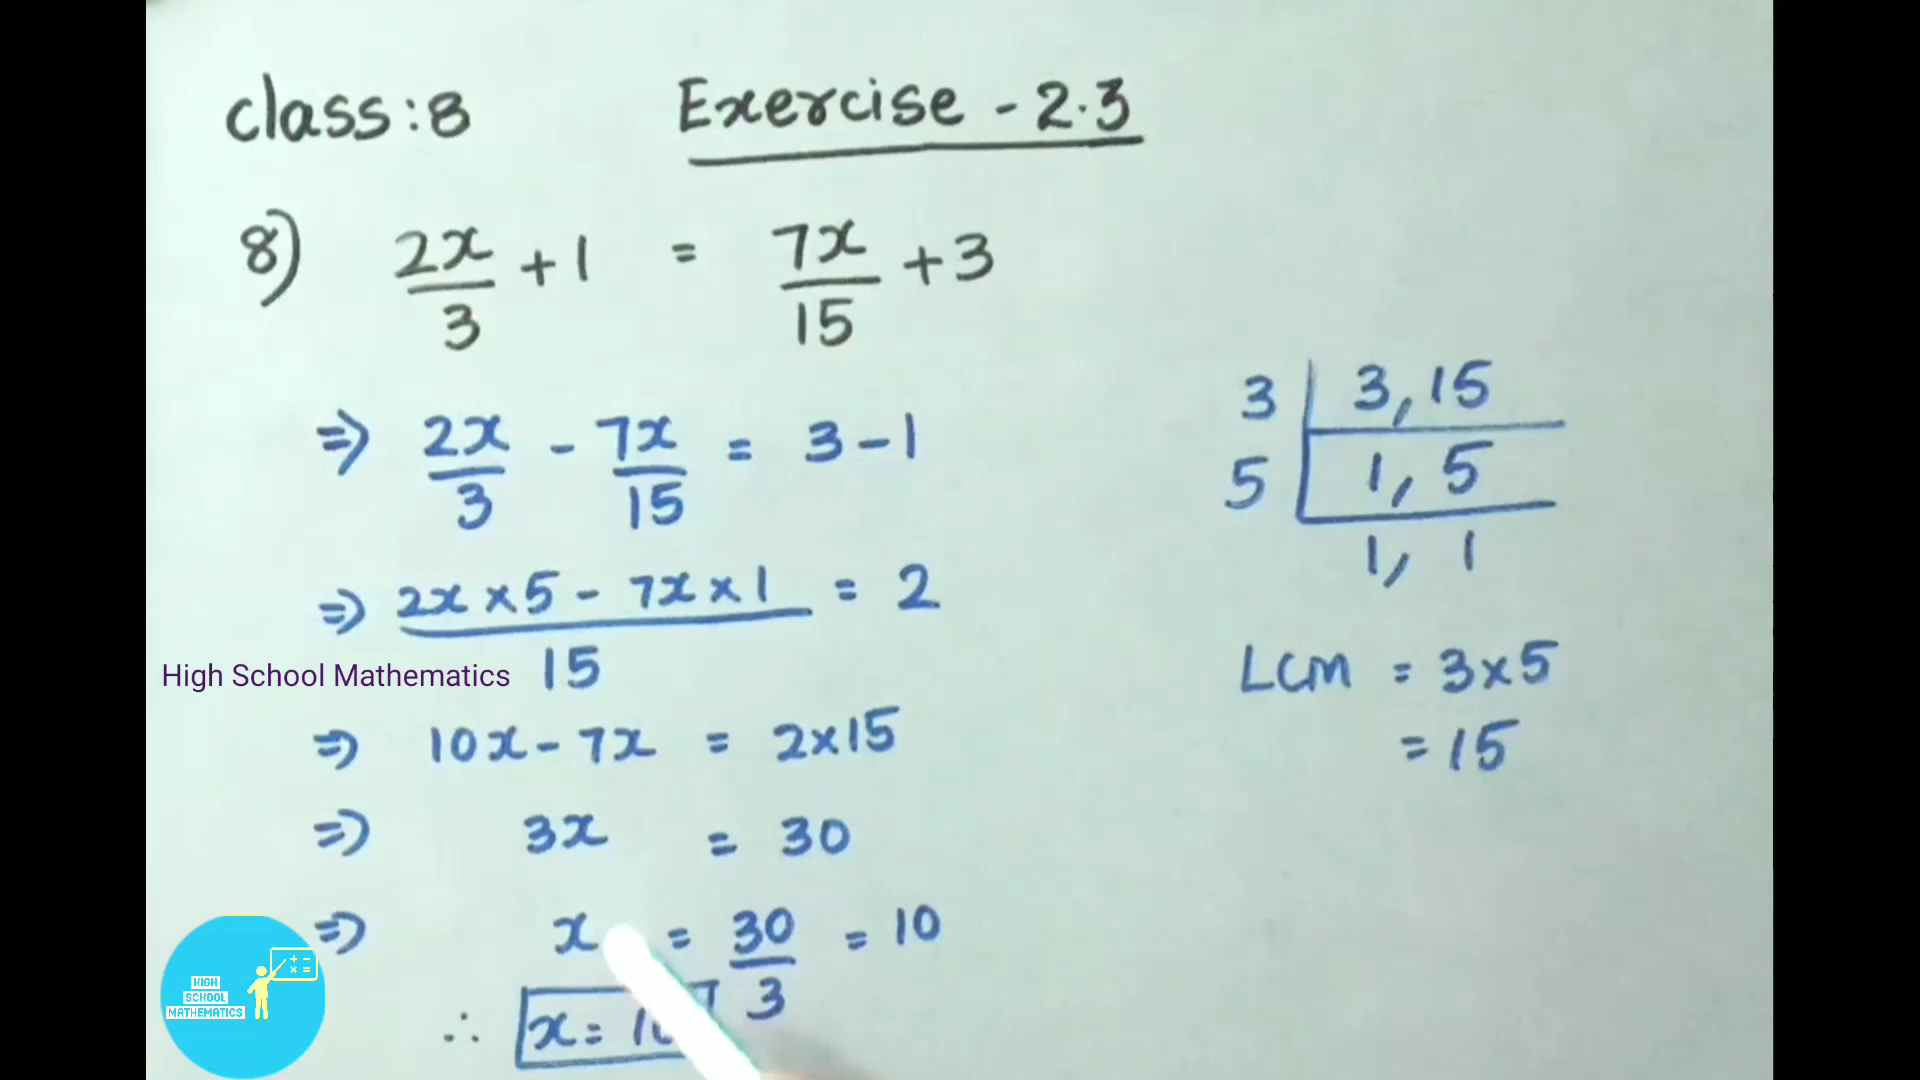 class:8 Exercise - 2.3
8) 2x/3 + 1 = 7x/15 + 3
⇒ 2x/3 - 7x/15 = 3 - 1
⇒ (2x × 5 - 7x × 1)/15 = 2
⇒ 10x - 7x = 2×15
⇒ 3x = 30
⇒ x = 30/3 = 10
∴ x = 10
3 | 3, 15
5 | 1, 5
1, 1
LCM = 3×5
= 15
High School Mathematics
HIGH
SCHOOL
MATHEMATICS